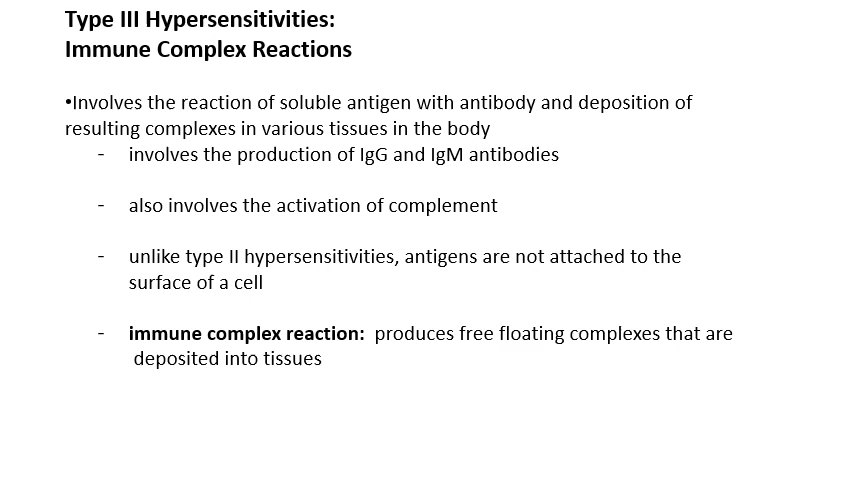 Type III Hypersensitivities:
Immune Complex Reactions
•Involves the reaction of soluble antigen with antibody and deposition of
resulting complexes in various tissues in the body
- involves the production of IgG and IgM antibodies
- also involves the activation of complement
- unlike type II hypersensitivities, antigens are not attached to the
surface of a cell
- immune complex reaction: produces free floating complexes that are
deposited into tissues